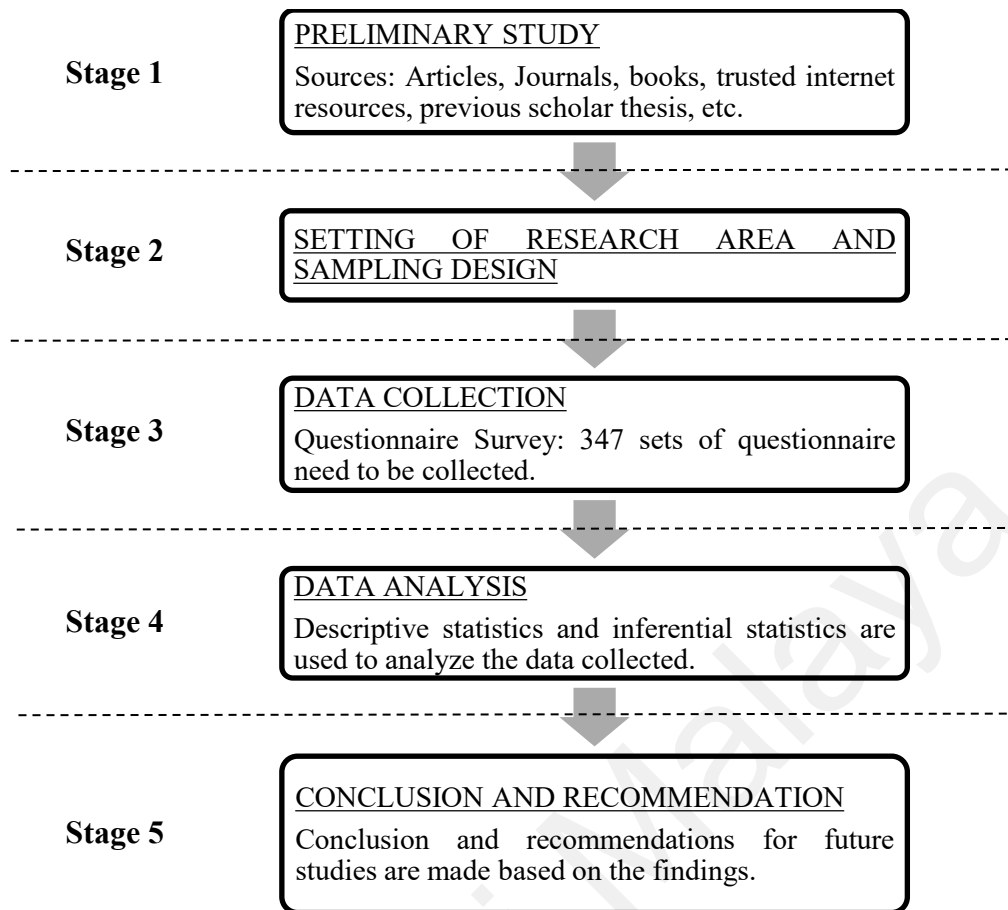 Stage 1
PRELIMINARY STUDY
Sources: Articles, Journals, books, trusted internet
resources, previous scholar thesis, etc.
Stage 2
SETTING OF RESEARCH AREA AND
SAMPLING DESIGN
Stage 3
DATA COLLECTION
Questionnaire Survey: 347 sets of questionnaire
need to be collected.
Stage 4
DATA ANALYSIS
Descriptive statistics and inferential statistics are
used to analyze the data collected.
Stage 5
CONCLUSION AND RECOMMENDATION
Conclusion and recommendations for future
studies are made based on the findings.
Malaya